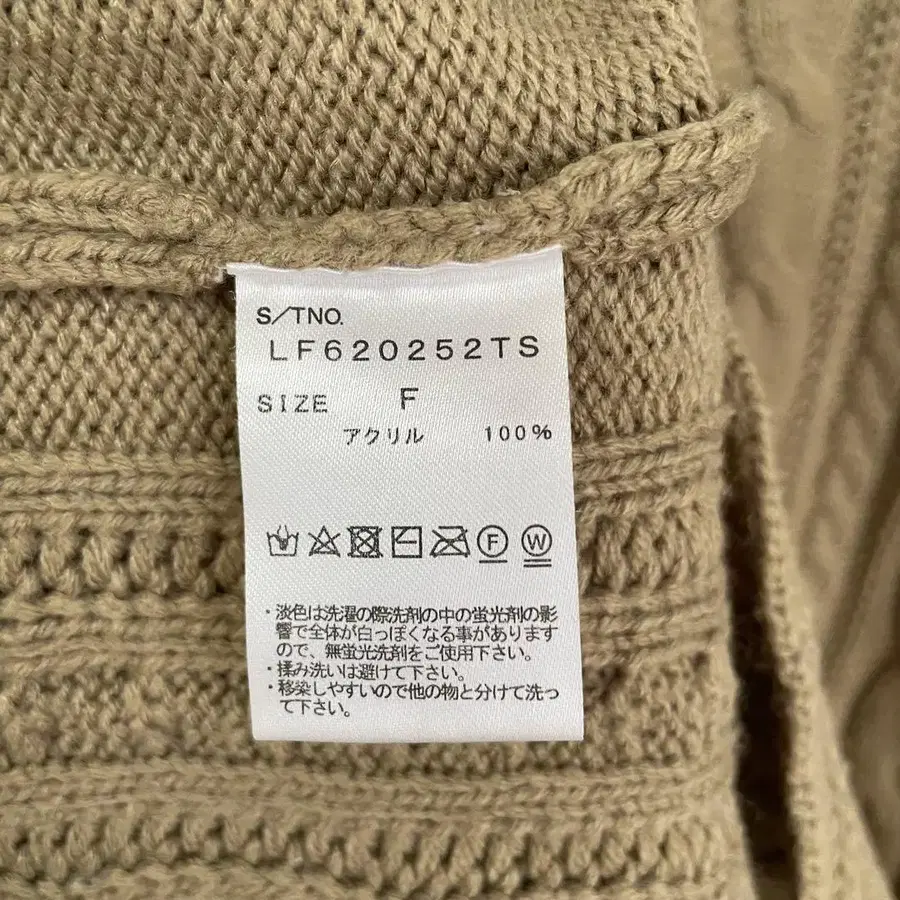 S/TNO.
LF620252TS
SIZE F
アクリル 100%
F W
・淡色は洗濯の際洗剤の中の蛍光剤の影
響で全体が白っぽくなる事があります
ので、無蛍光洗剤をご使用下さい。
・揉み洗いは避けて下さい。
・移染しやすいので他の物と分けて洗っ
て下さい。